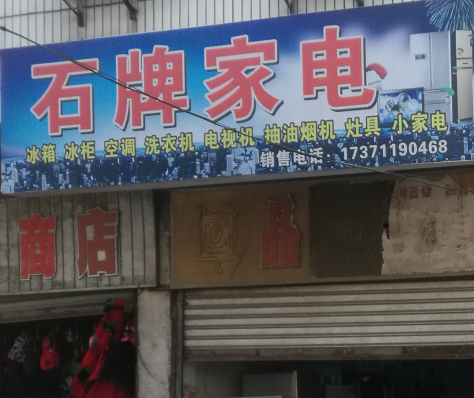 石牌家电
冰箱 冰柜 空调 洗衣机 电视机 抽油烟机 灶具 小家电
销售电话：17371190468
商店
品